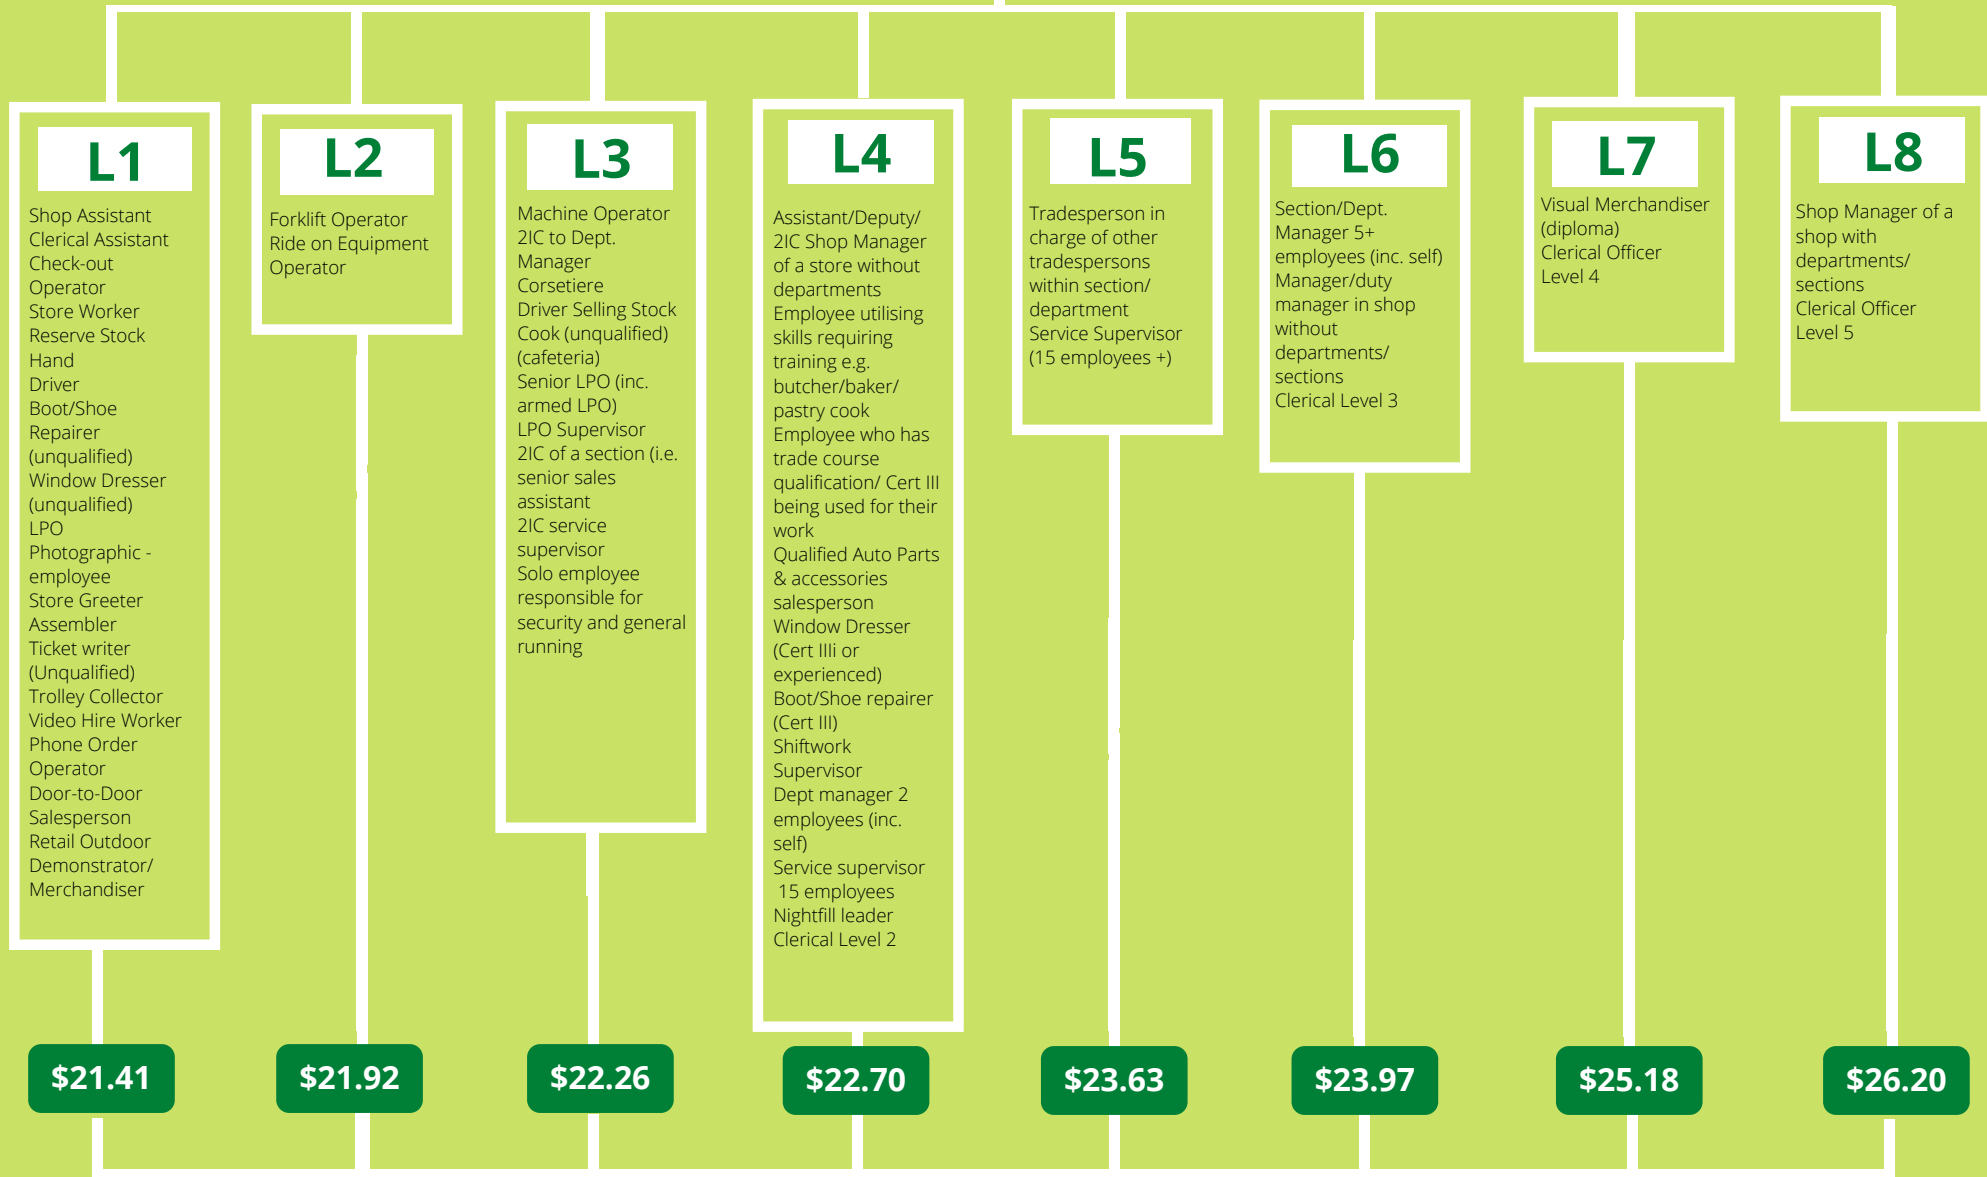 L1
Shop Assistant
Clerical Assistant
Check-out
Operator
Store Worker
Reserve Stock
Hand
Driver
Boot/Shoe
Repairer
(unqualified)
Window Dresser
(unqualified)
LPO
Photographic -
employee
Store Greeter
Assembler
Ticket writer
(Unqualified)
Trolley Collector
Video Hire Worker
Phone Order
Operator
Door-to-Door
Salesperson
Retail Outdoor
Demonstrator/
Merchandiser
$21.41
L2
Forklift Operator
Ride on Equipment
Operator
$21.92
L3
Machine Operator
2IC to Dept.
Manager
Corsetiere
Driver Selling Stock
Cook (unqualified)
(cafeteria)
Senior LPO (inc.
armed LPO)
LPO Supervisor
2IC of a section (i.e.
senior sales
assistant
2IC service
supervisor
Solo employee
responsible for
security and general
running
$22.26
L4
Assistant/Deputy/
2IC Shop Manager
of a store without
departments
Employee utilising
skills requiring
training e.g.
butcher/baker/
pastry cook
Employee who has
trade course
qualification/ Cert III
being used for their
work
Qualified Auto Parts
& accessories
salesperson
Window Dresser
(Cert IIIi or
experienced)
Boot/Shoe repairer
(Cert III)
Shiftwork
Supervisor
Dept manager 2
employees (inc.
self)
Service supervisor
15 employees
Nightfill leader
Clerical Level 2
$22.70
L5
Tradesperson in
charge of other
tradespersons
within section/
department
Service Supervisor
(15 employees +)
$23.63
L6
Section/Dept.
Manager 5+
employees (inc. self)
Manager/duty
manager in shop
without
departments/
sections
Clerical Level 3
$23.97
L7
Visual Merchandiser
(diploma)
Clerical Officer
Level 4
$25.18
L8
Shop Manager of a
shop with
departments/
sections
Clerical Officer
Level 5
$26.20